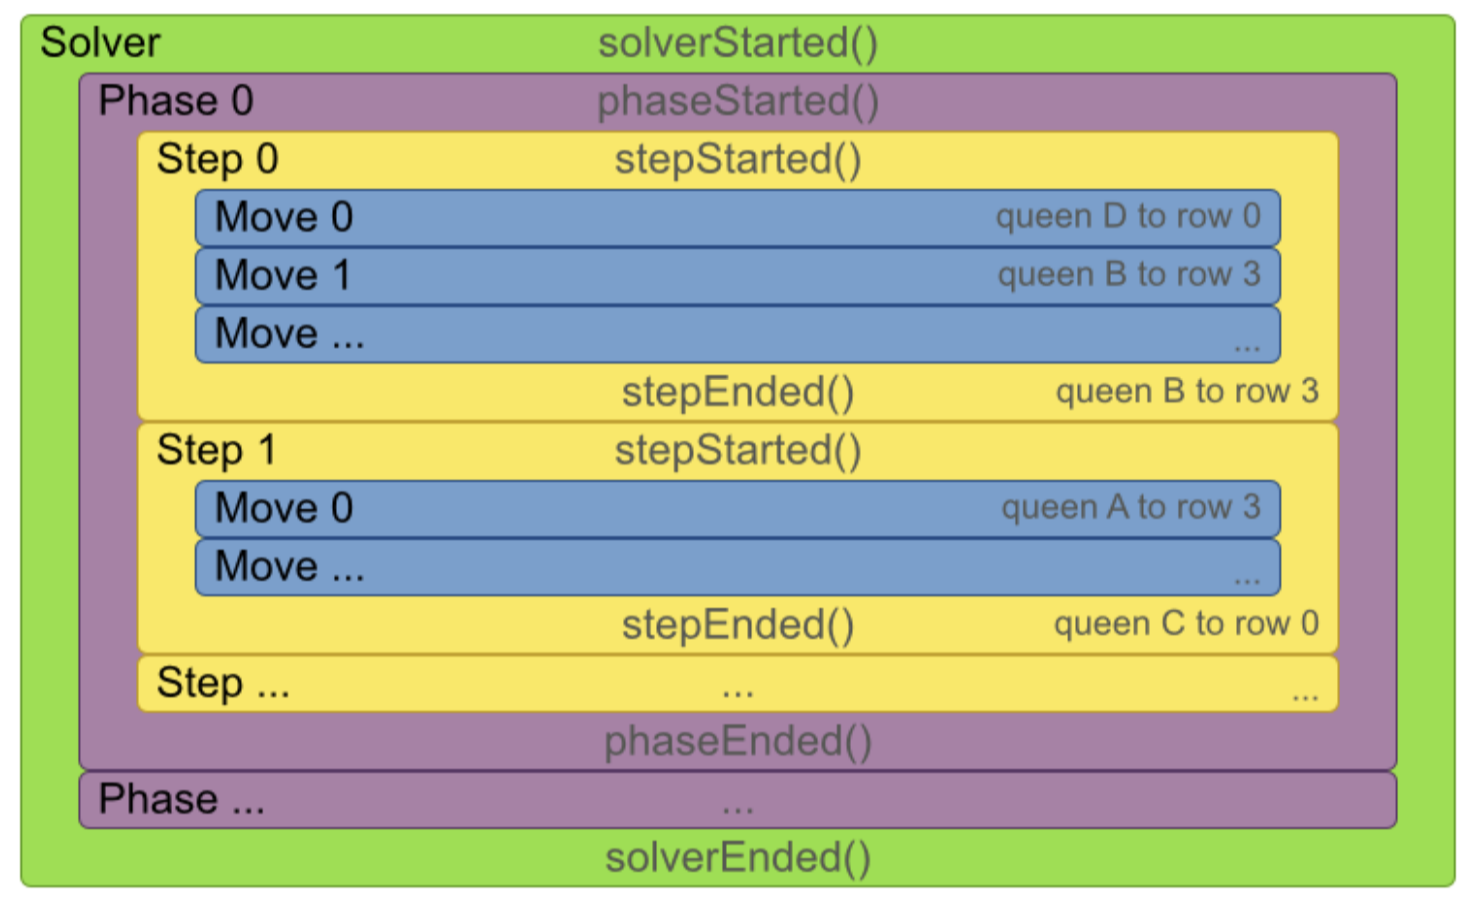 Solver solverStarted()
Phase 0 phaseStarted()
Step 0 stepStarted()
Move 0 queen D to row 0
Move 1 queen B to row 3
Move ... ...
stepEnded() queen B to row 3
Step 1 stepStarted()
Move 0 queen A to row 3
Move ... ...
stepEnded() queen C to row 0
Step ... ... ...
phaseEnded()
Phase ... ...
solverEnded()